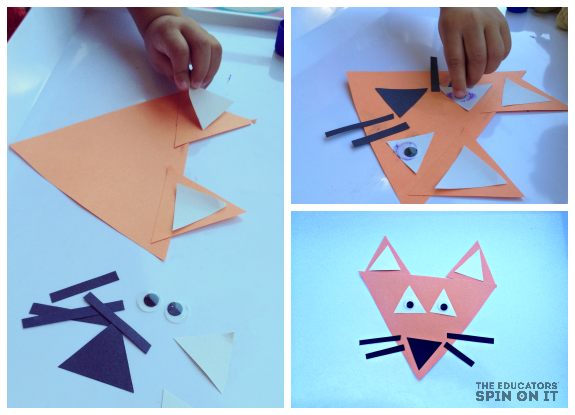 THE EDUCATORS'
SPIN ON IT